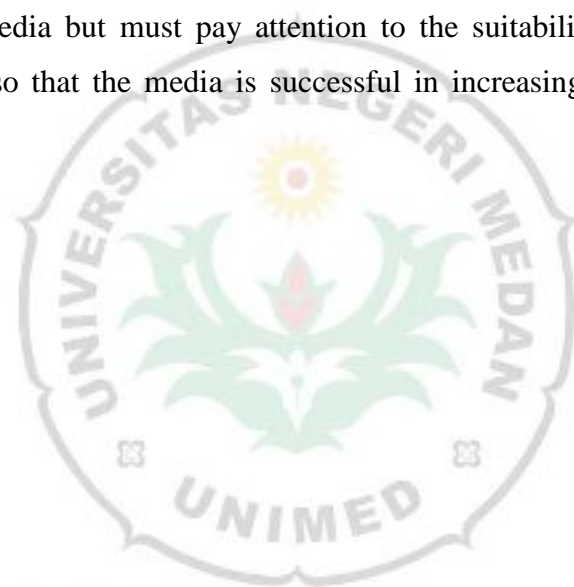 edia but must pay attention to the suitabili
so that the media is successful in increasing
UNIVERSITAS NEGERI MEDAN
UNIMED